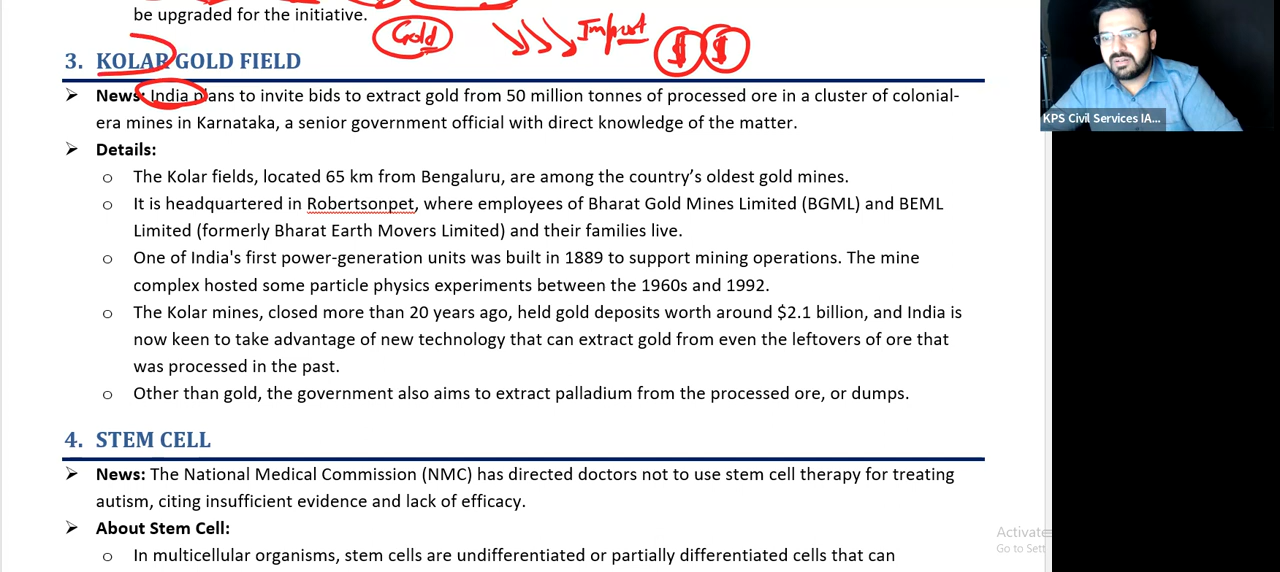 be upgraded for the initiative.
Gold
Import
$ $
3. KOLAR GOLD FIELD
➢ News: India plans to invite bids to extract gold from 50 million tonnes of processed ore in a cluster of colonial-
era mines in Karnataka, a senior government official with direct knowledge of the matter.
➢ Details:
o The Kolar fields, located 65 km from Bengaluru, are among the country’s oldest gold mines.
o It is headquartered in Robertsonpet, where employees of Bharat Gold Mines Limited (BGML) and BEML
Limited (formerly Bharat Earth Movers Limited) and their families live.
o One of India's first power-generation units was built in 1889 to support mining operations. The mine
complex hosted some particle physics experiments between the 1960s and 1992.
o The Kolar mines, closed more than 20 years ago, held gold deposits worth around $2.1 billion, and India is
now keen to take advantage of new technology that can extract gold from even the leftovers of ore that
was processed in the past.
o Other than gold, the government also aims to extract palladium from the processed ore, or dumps.
4. STEM CELL
➢ News: The National Medical Commission (NMC) has directed doctors not to use stem cell therapy for treating
autism, citing insufficient evidence and lack of efficacy.
➢ About Stem Cell:
o In multicellular organisms, stem cells are undifferentiated or partially differentiated cells that can
KPS Civil Services IA...
Activate
Go to Sett